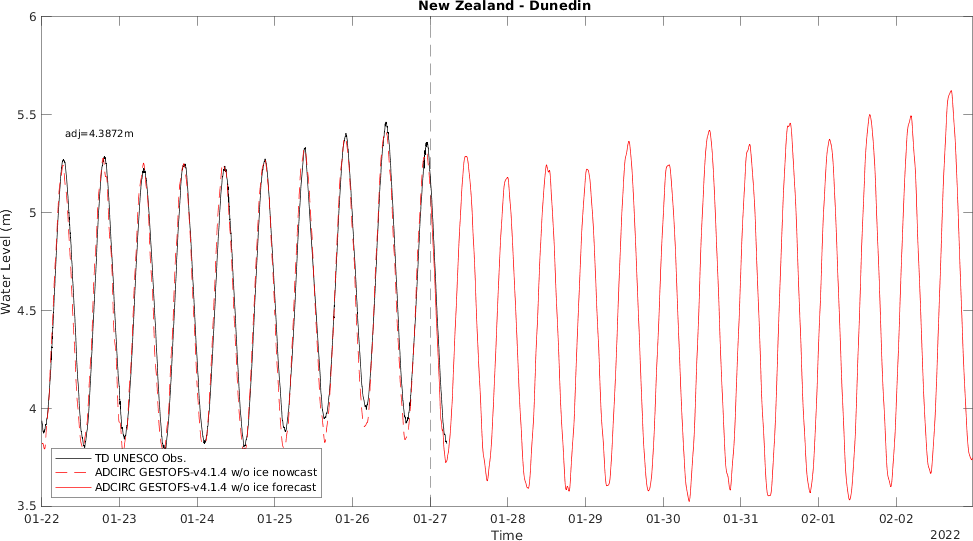 New Zealand - Dunedin
6
5.5
5
4.5
4
3.5
Water Level (m)
adj=4.3872m
TD UNESCO Obs.
ADCIRC GESTOFS-v4.1.4 w/o ice nowcast
ADCIRC GESTOFS-v4.1.4 w/o ice forecast
01-22 01-23 01-24 01-25 01-26 01-27 01-28 01-29 01-30 01-31 02-01 02-02
Time
2022